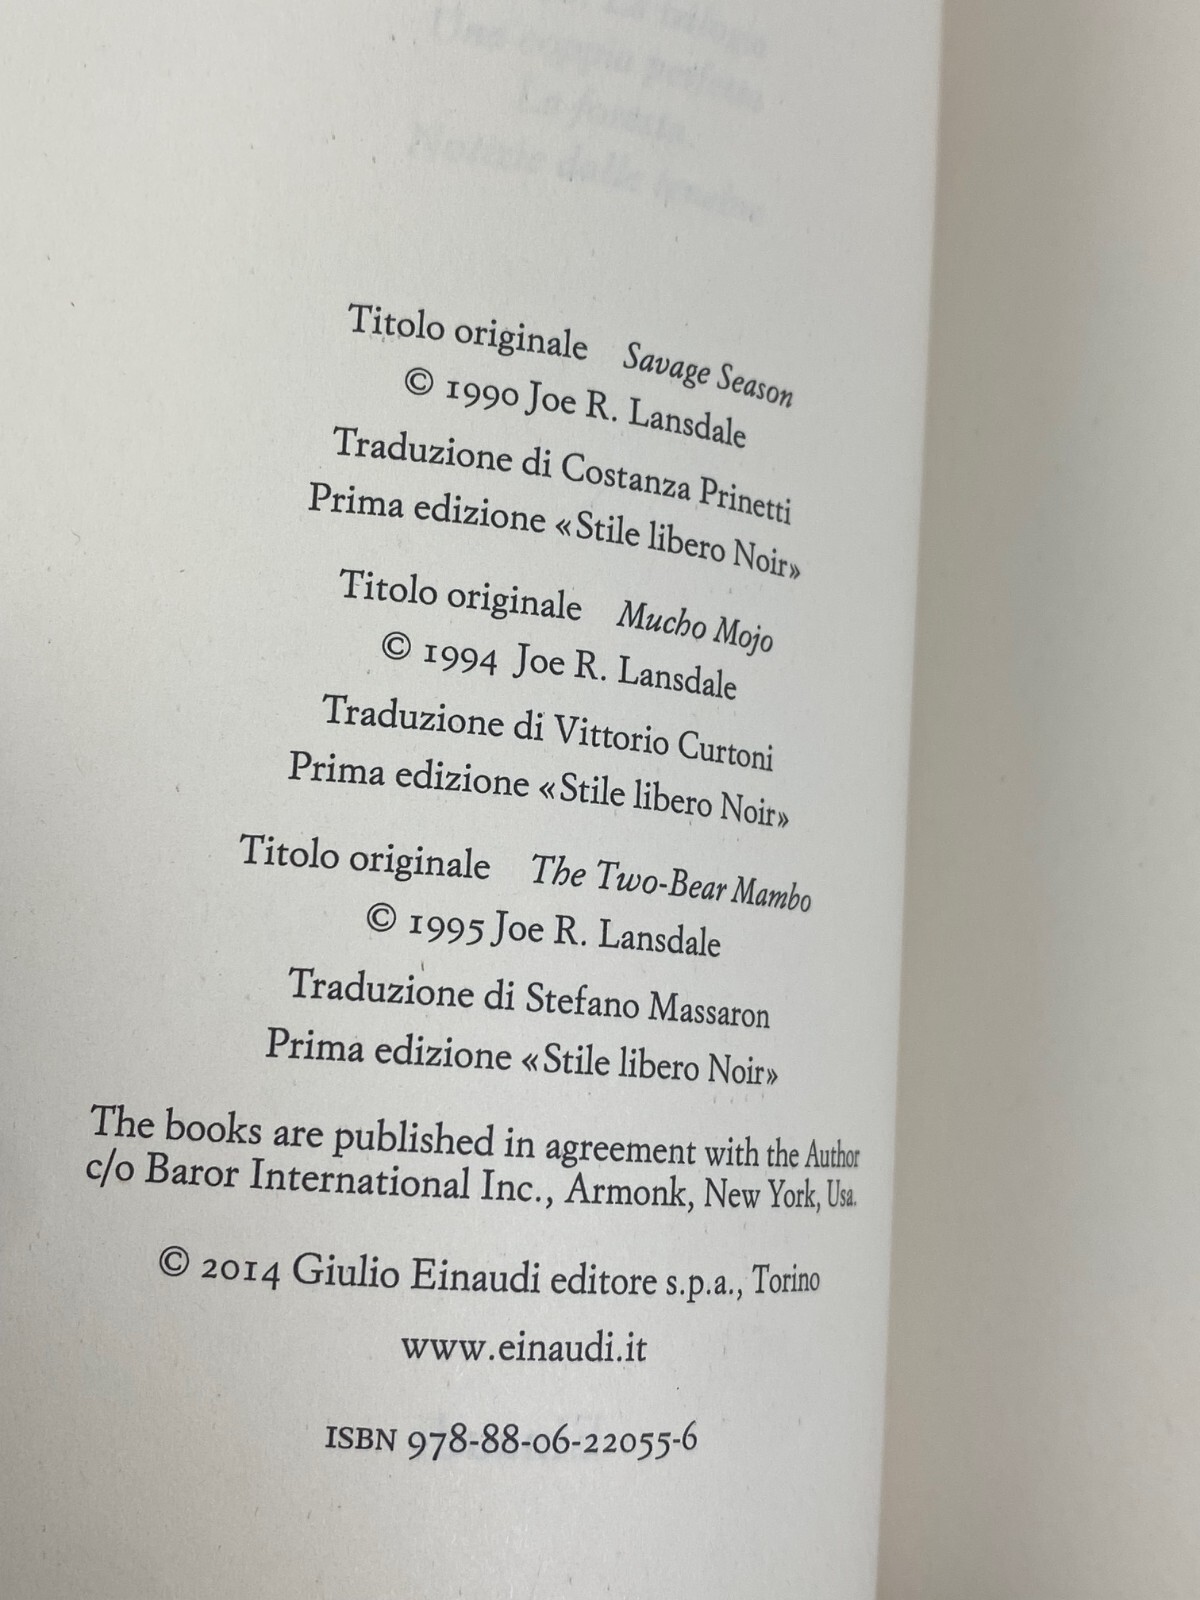 Titolo originale Savage Season
© 1990 Joe R. Lansdale
Traduzione di Costanza Prinetti
Prima edizione «Stile libero Noir»
Titolo originale Mucho Mojo
© 1994 Joe R. Lansdale
Traduzione di Vittorio Curtoni
Prima edizione «Stile libero Noir»
Titolo originale The Two-Bear Mambo
© 1995 Joe R. Lansdale
Traduzione di Stefano Massaron
Prima edizione «Stile libero Noir»
The books are published in agreement with the Author
c/o Baror International Inc., Armonk, New York, Usa.
© 2014 Giulio Einaudi editore s.p.a., Torino
www.einaudi.it
ISBN 978-88-06-22055-6